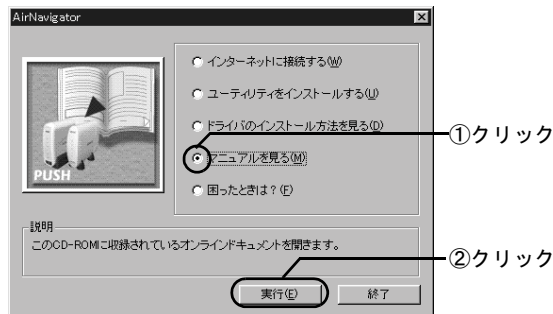 AirNavigator
インターネットに接続する(W)
ユーティリティをインストールする(U)
ドライバのインストール方法を見る(D)
①クリック
マニュアルを見る(M)
PUSH
困ったときは？(F)
説明
このCD-ROMに収録されているオンラインドキュメントを開きます。
②クリック
実行(E)
終了